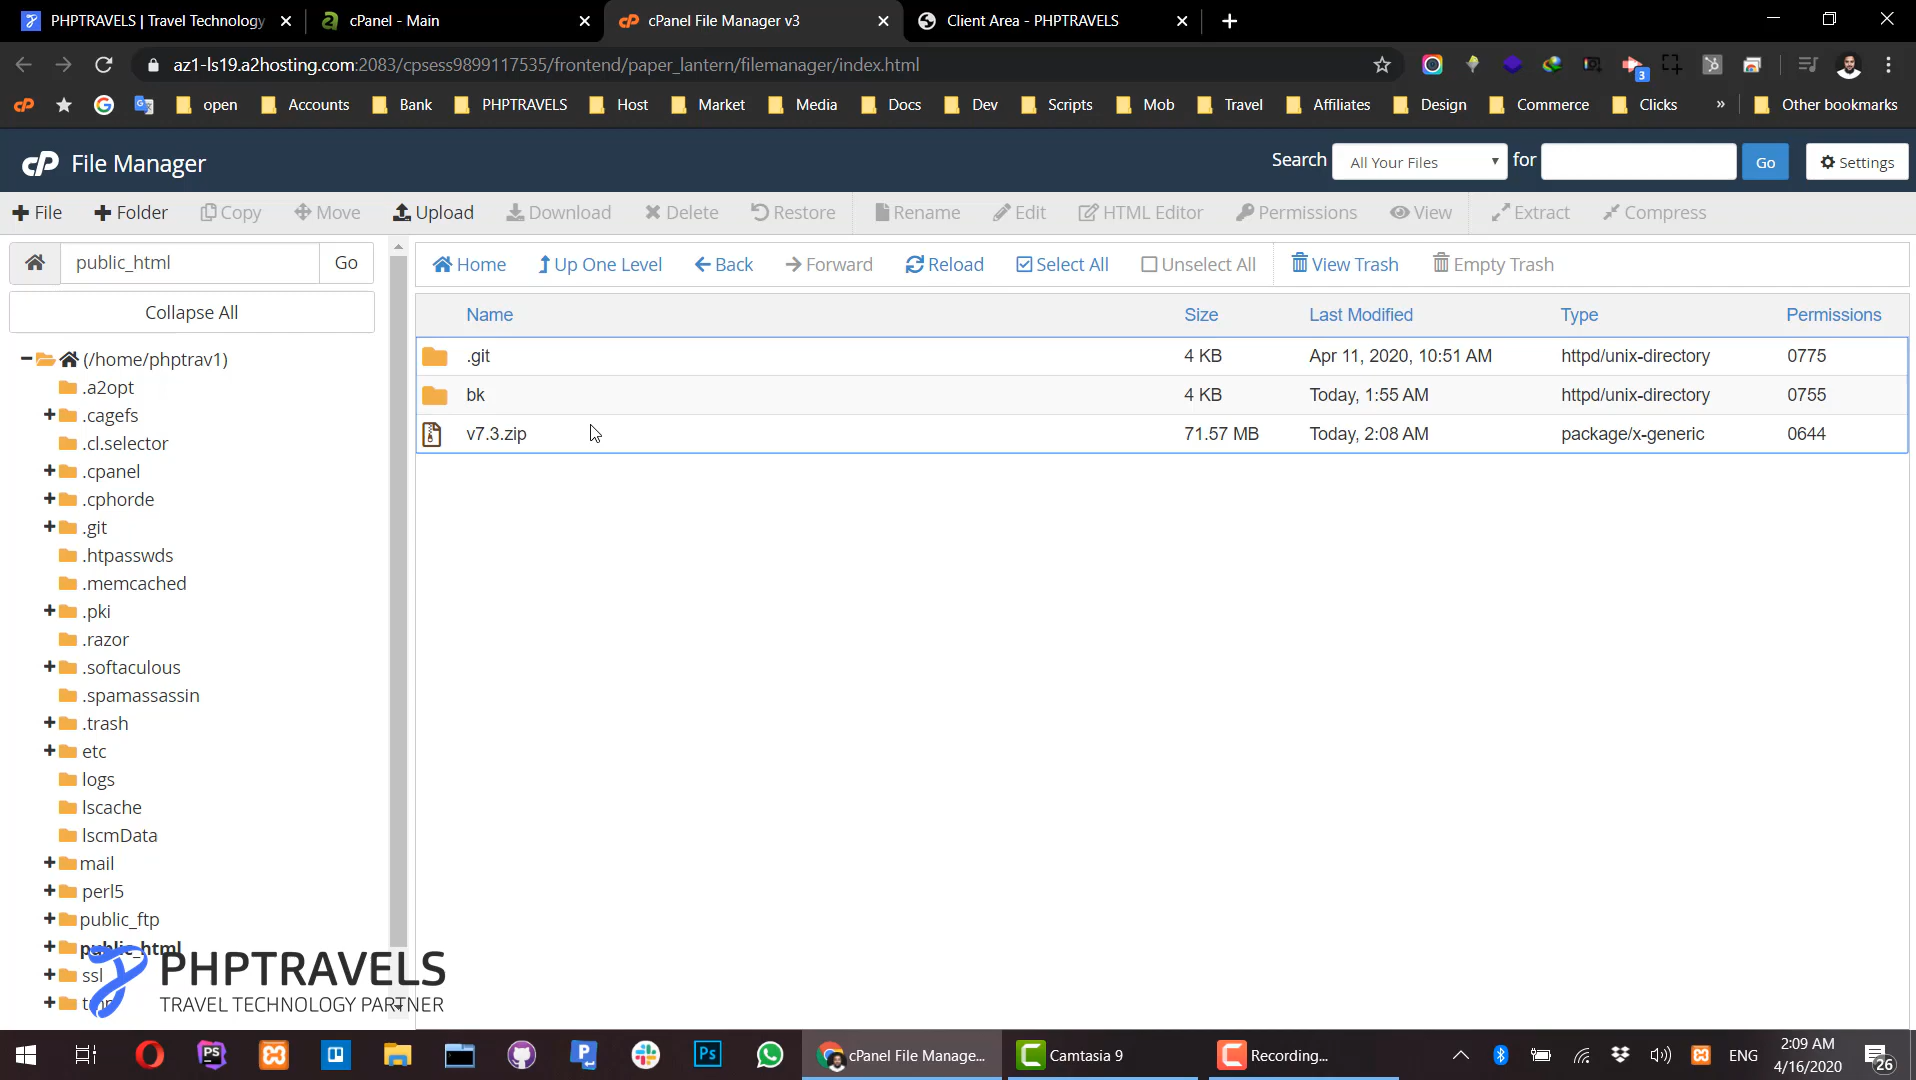 PHPTRAVELS | Travel Technology
cPanel - Main
cPanel File Manager v3
Client Area - PHPTRAVELS
az1-ls19.a2hosting.com:2083/cpsess9899117535/frontend/paper_lantern/filemanager/index.html
3
open
Accounts
Bank
PHPTRAVELS
Host
Market
Media
Docs
Dev
Scripts
Mob
Travel
Affiliates
Design
Commerce
Clicks
»
Other bookmarks
cP File Manager
Search All Your Files for Go Settings
File
Folder
Copy
Move
Upload
Download
Delete
Restore
Rename
Edit
HTML Editor
Permissions
View
Extract
Compress
public_html Go
Collapse All
(/home/phptrav1)
.a2opt
.cagefs
.cl.selector
.cpanel
.cphorde
.git
.htpasswds
.memcached
.pki
.razor
.softaculous
.spamassassin
.trash
etc
logs
lscache
lscmData
mail
perl5
public_ftp
public_html
ssl
Home
Up One Level
Back
Forward
Reload
Select All
Unselect All
View Trash
Empty Trash
Name Size Last Modified Type Permissions
.git 4 KB Apr 11, 2020, 10:51 AM httpd/unix-directory 0775
bk 4 KB Today, 1:55 AM httpd/unix-directory 0755
v7.3.zip 71.57 MB Today, 2:08 AM package/x-generic 0644
PHPTRAVELS
TRAVEL TECHNOLOGY PARTNER
PS
Ps
cPanel File Manage...
Camtasia 9
Recording...
ENG
2:09 AM
4/16/2020
26